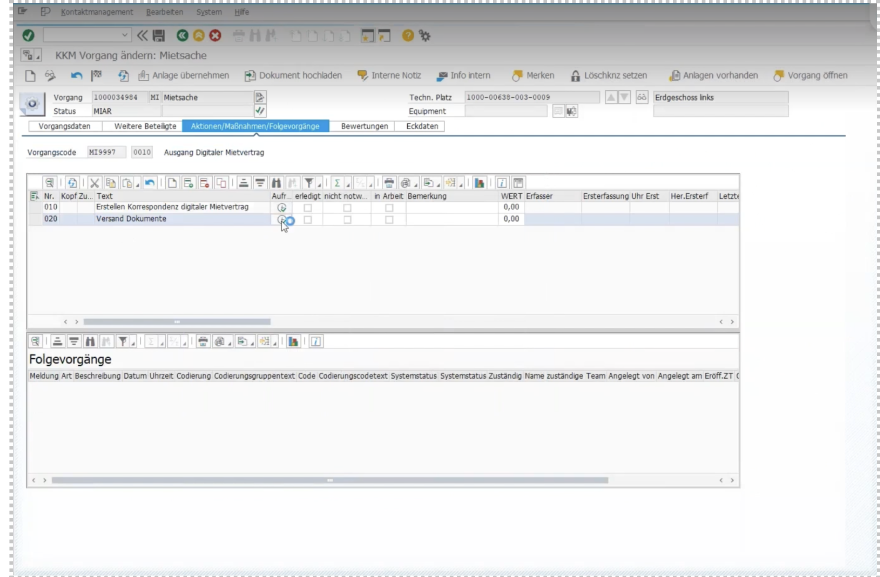 Kontaktmanagement Bearbeiten System Hilfe
KKM Vorgang ändern: Mietsache
Anlage übernehmen Dokument hochladen Interne Notiz Info intern Merken Löschknz setzen Anlagen vorhanden Vorgang öffnen
Vorgang 1000034984 MI Mietsache Techn. Platz 1000-00638-003-0009 Erdgeschoss links
Status MIAR Equipment
Vorgangsdaten Weitere Beteiligte Aktionen/Maßnahmen/Folgevorgänge Bewertungen Eckdaten
Vorgangscode MI9997 0010 Ausgang Digitaler Mietvertrag
Nr. Kopf Zu... Text Aufr... erledigt nicht notw... in Arbeit Bemerkung WERT Erfasser Ersterfassung Uhr Erst Her.Ersterf Letzte
010 Erstellen Korrespondenz digitaler Mietvertrag 0,00
020 Versand Dokumente 0,00
Folgevorgänge
Meldung Art Beschreibung Datum Uhrzeit Codierung Codierungsgruppentext Code Codierungscodetext Systemstatus Systemstatus Zuständig Name zuständige Team Angelegt von Angelegt am Eröff.ZT